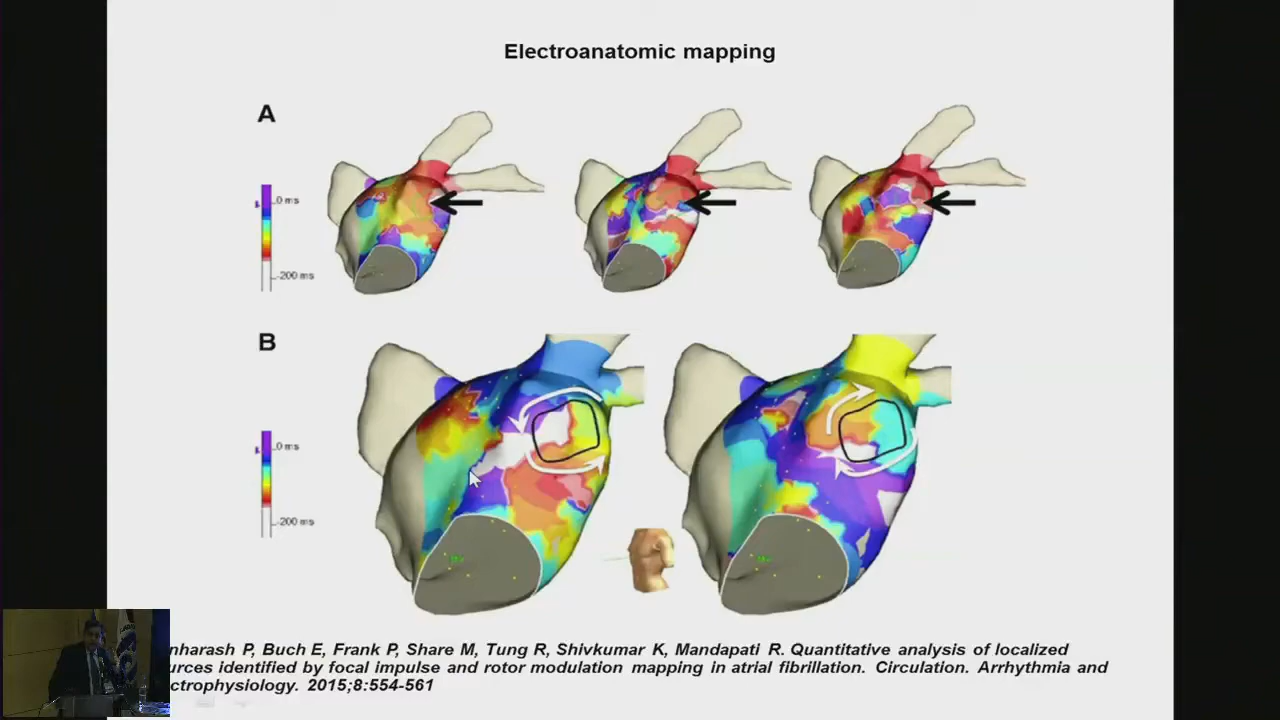 Electroanatomic mapping
A
0 ms
-200 ms
B
0 ms
-200 ms
nharash P, Buch E, Frank P, Share M, Tung R, Shivkumar K, Mandapati R. Quantitative analysis of localized
urces identified by focal impulse and rotor modulation mapping in atrial fibrillation. Circulation. Arrhythmia and
ctrophysiology. 2015;8:554-561